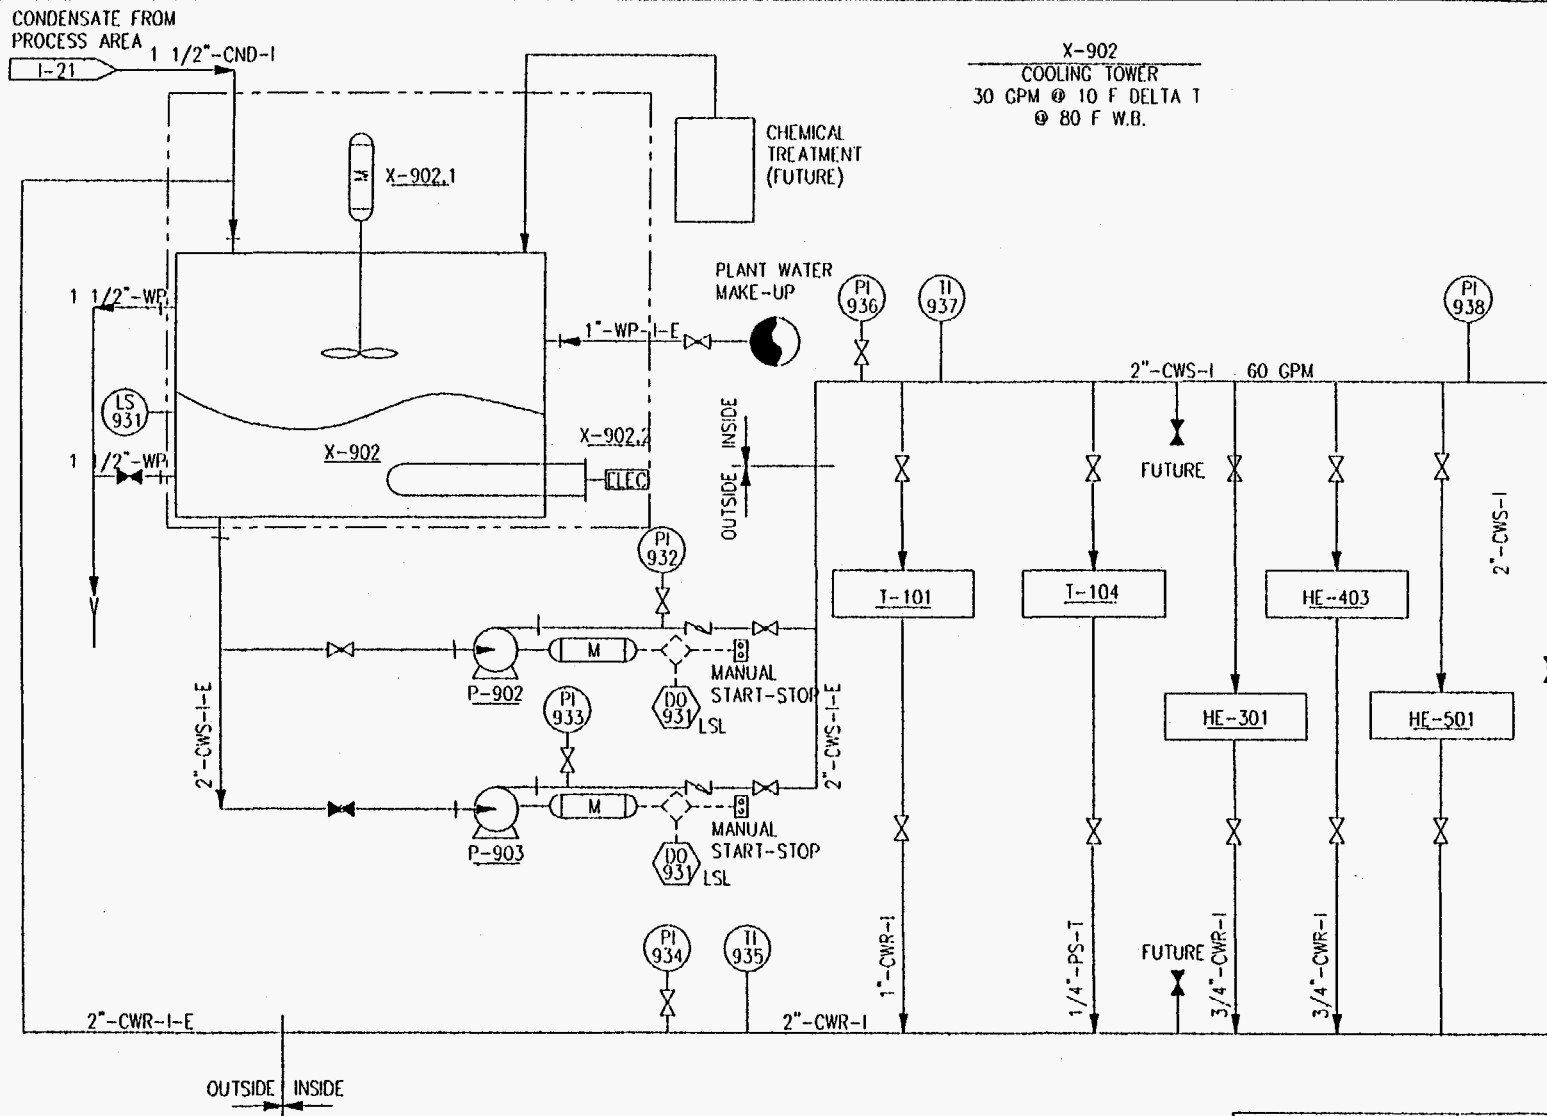 CONDENSATE FROM
PROCESS AREA
1 1/2"-CND-I
I-21
X-902
COOLING TOWER
30 GPM @ 10 F DELTA T
@ 80 F W.B.
CHEMICAL
TREATMENT
(FUTURE)
X-902.1
PLANT WATER
MAKE-UP
1 1/2"-WP
1"-WP-I-E
PI
936
TI
937
PI
938
2"-CWS-I
60 GPM
LS
931
X-902.2
X-902
ELEC
1 1/2"-WP
OUTSIDE
INSIDE
FUTURE
2"-CWS-I
PI
932
T-101
T-104
HE-403
M
P-902
MANUAL
START-STOP
DO
931
LSL
PI
933
HE-301
HE-501
2"-CWS-I-E
2"-CWS-I-E
M
P-903
MANUAL
START-STOP
DO
931
LSL
PI
934
TI
935
1"-CWR-I
1/4"-PS-T
FUTURE
3/4"-CWR-I
3/4"-CWR-I
2"-CWR-I-E
2"-CWR-I
OUTSIDE
INSIDE